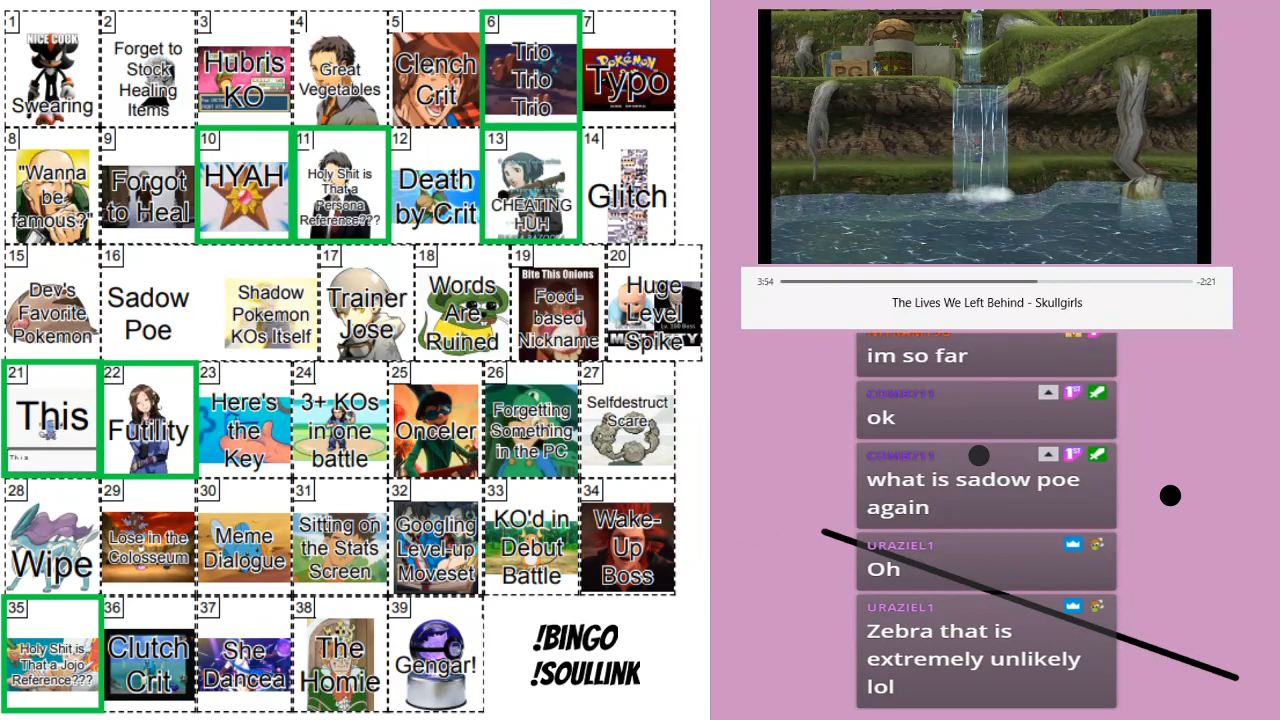 1
NICE COCK
Swearing
2
Forget to
Stock
Healing
Items
3
Hubris
KO
4
Great
Vegetables
5
Clench
Crit
6
Trio
Trio
Trio
7
POKÉMON
Typo
8
"Wanna
be
famous?"
9
Forgot
to Heal
10
HYAH
11
Holy Shit is
That a
Persona
Reference???
12
Death
by Crit
13
CHEATING
HUH
14
Glitch
15
Dev's
Favorite
Pokemon
16
Sadow
Poe
Shadow
Pokemon
KOs Itself
17
Trainer
Jose
18
Words
Are
Ruined
19
Bite This Onions
Food-
based
Nickname
20
Huge
Level
Spike
21
This
This
22
Futility
23
Here's
the
Key
24
3+ KOs
in one
battle
25
Onceler
26
Forgetting
Something
in the PC
27
Selfdestruct
Scare
28
Wipe
29
Lose in the
Colosseum
30
Meme
Dialogue
31
Sitting on
the Stats
Screen
32
Googling
Level-up
Moveset
33
KO'd in
Debut
Battle
34
Wake-
Up
Boss
35
Holy Shit is
That a Jojo
Reference???
36
Clutch
Crit
37
She
Dancea
38
The
Homie
39
Gengar!
!BINGO
!SOULLINK
3:54
-2:21
The Lives We Left Behind - Skullgirls
im so far
ok
what is sadow poe
again
URAZIEL1
Oh
URAZIEL1
Zebra that is
extremely unlikely
lol